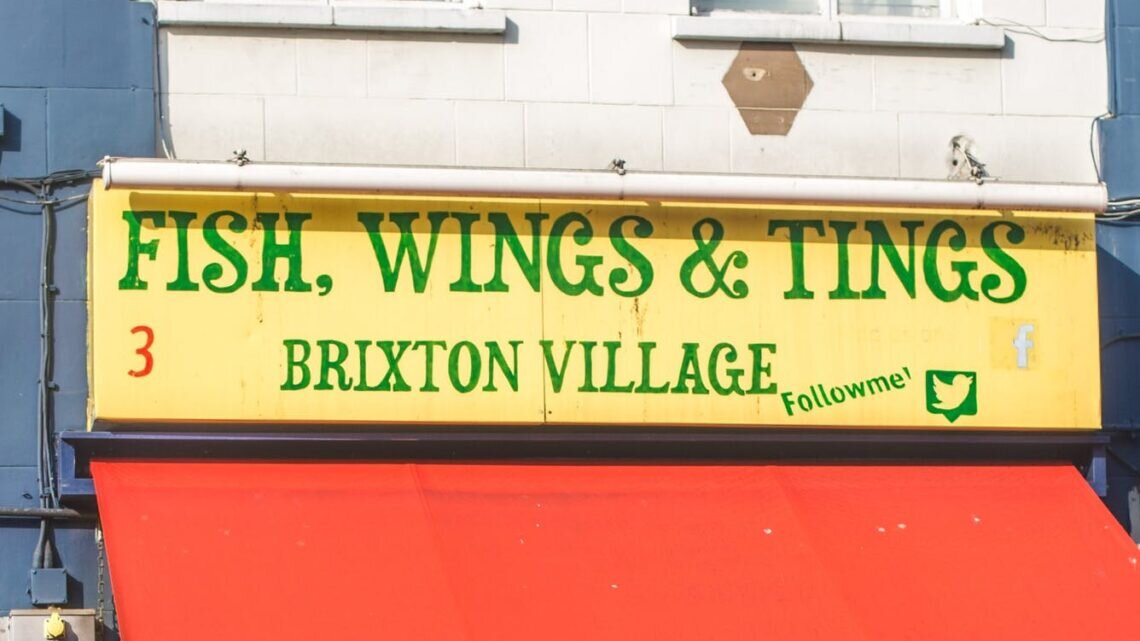 FISH, WINGS & TINGS
3
BRIXTON VILLAGE
Followme!
f